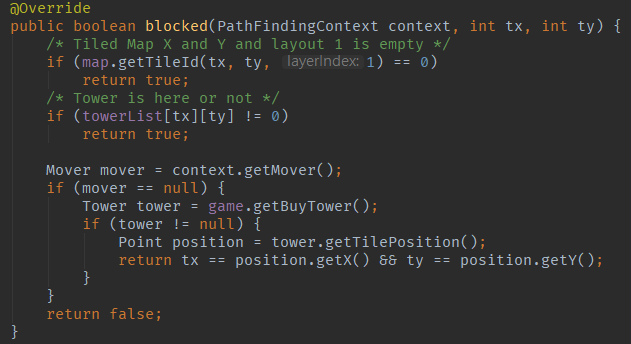 @Override
public boolean blocked(PathFindingContext context, int tx, int ty) {
/* Tiled Map X and Y and layout 1 is empty */
if (map.getTileId(tx, ty, layerIndex: 1) == 0)
return true;
/* Tower is here or not */
if (towerList[tx][ty] != 0)
return true;
Mover mover = context.getMover();
if (mover == null) {
Tower tower = game.getBuyTower();
if (tower != null) {
Point position = tower.getTilePosition();
return tx == position.getX() && ty == position.getY();
}
}
return false;
}